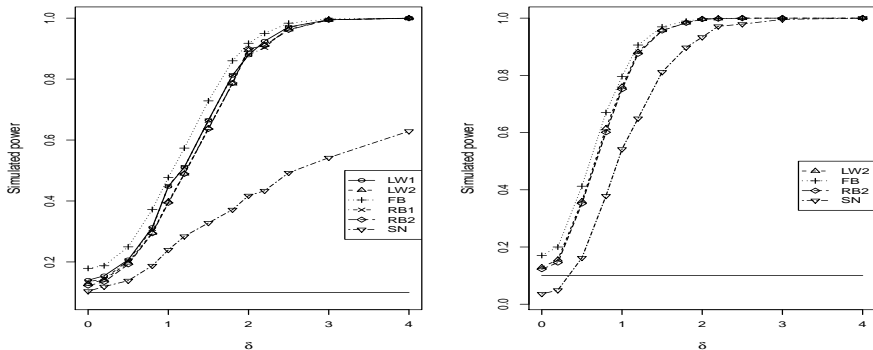 Simulated power
1.0
0.8
0.6
0.4
0.2
0
1
2
3
4
δ
LW1
LW2
FB
RB1
RB2
SN
Simulated power
1.0
0.8
0.6
0.4
0.2
0.0
0
1
2
3
4
δ
LW2
FB
RB2
SN